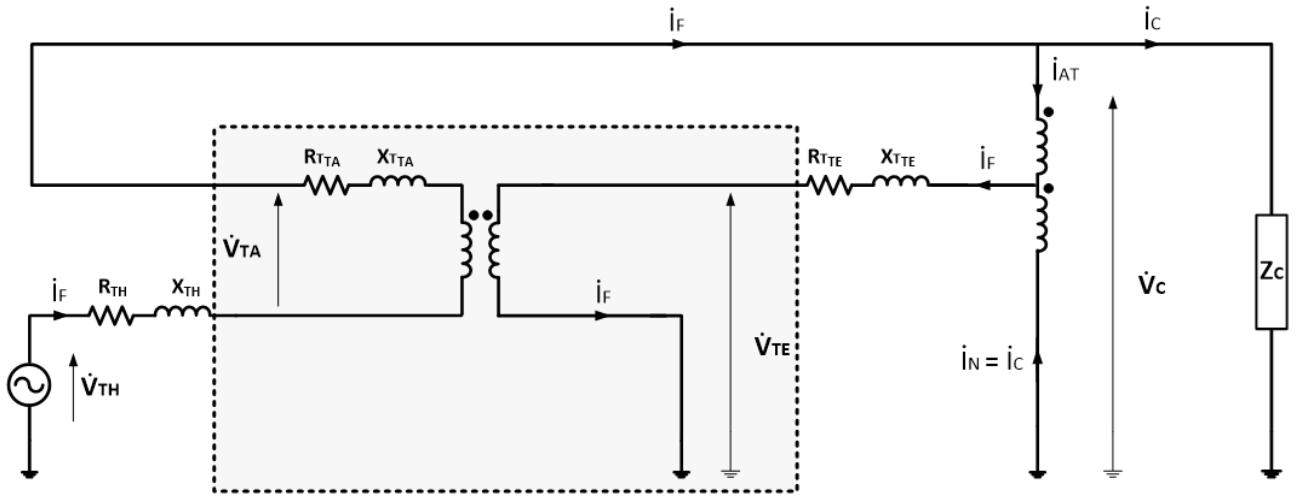 İF
İC
İAT
RTTA
XTTA
RTTE
XTTE
İF
V̇TA
İF
RTH
XTH
İF
V̇TE
V̇C
ZC
V̇TH
İN = İC